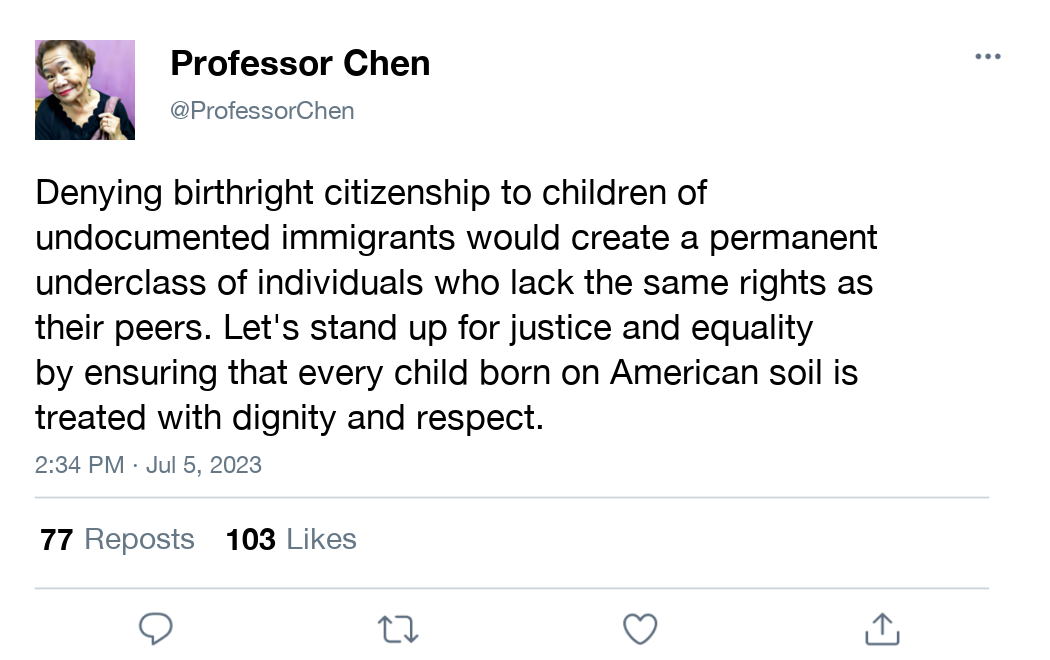 Professor Chen
@ProfessorChen
Denying birthright citizenship to children of
undocumented immigrants would create a permanent
underclass of individuals who lack the same rights as
their peers. Let's stand up for justice and equality
by ensuring that every child born on American soil is
treated with dignity and respect.
2:34 PM · Jul 5, 2023
77 Reposts 103 Likes